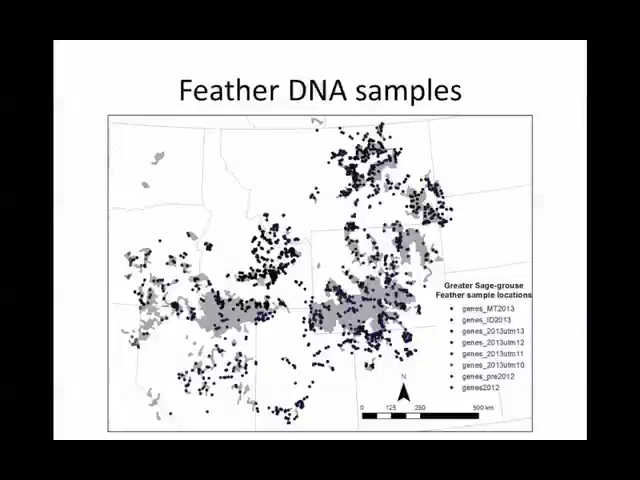 Feather DNA samples
Greater Sage-grouse
Feather sample locations
genes_MT2013
genes_ID2013
genes_2013utm13
genes_2013utm12
genes_2013utm11
genes_2013utm10
genes_pre2012
genes2012
N
0 125 250 500 km